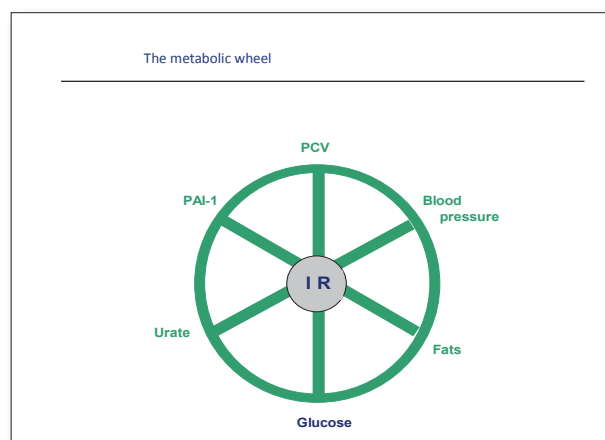 The metabolic wheel
PCV
PAI-1
Blood
pressure
I R
Urate
Fats
Glucose